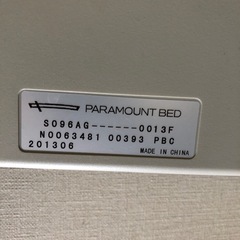 PARAMOUNT BED
S096AG------0013F
N0063481 00393 PBC
201306
MADE IN CHINA